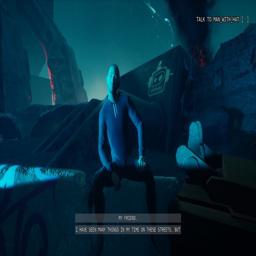 TALK TO MAN WITH HAT [ ]
MY FRIEND.
I HAVE SEEN MANY THINGS IN MY TIME ON THESE STREETS, BUT